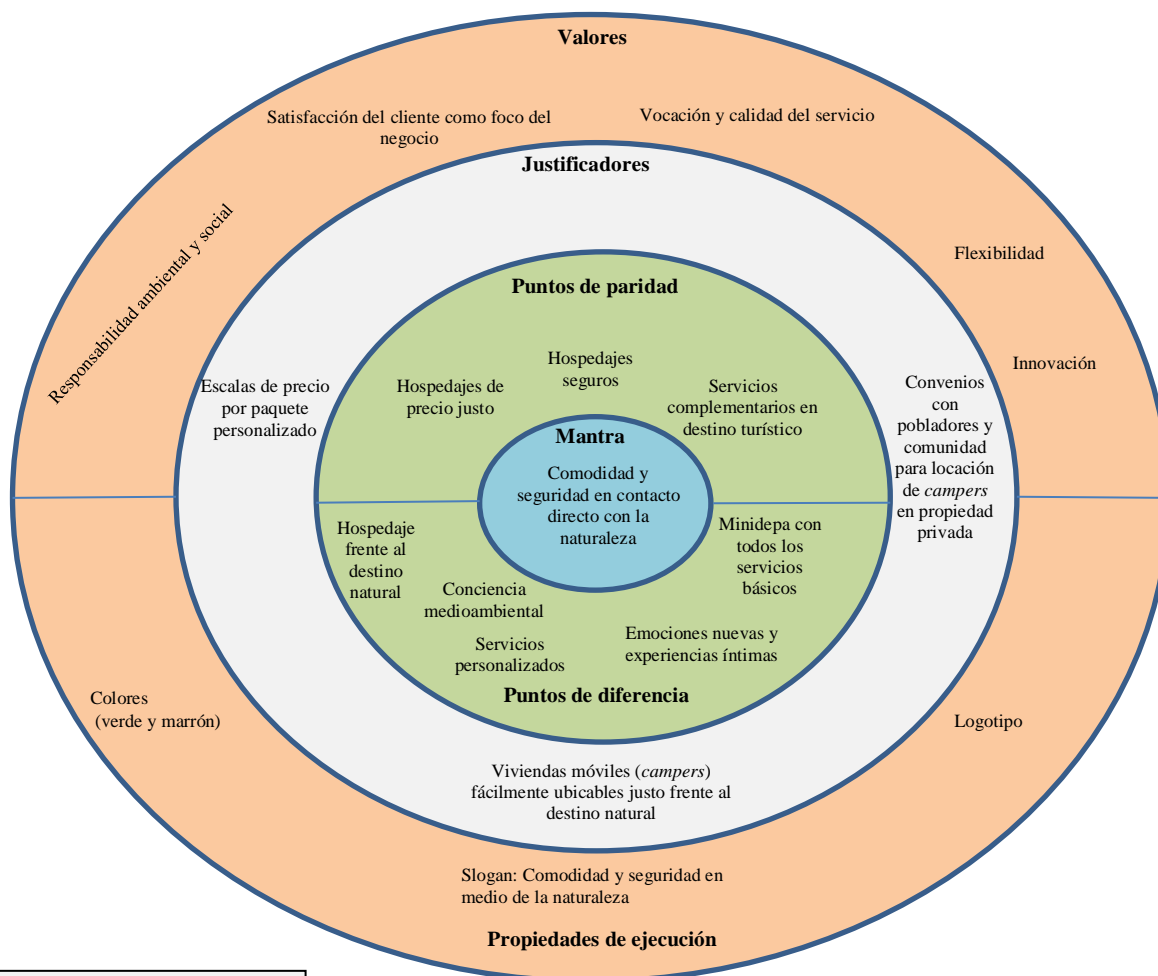 Valores
Satisfacción del cliente como foco del
negocio
Vocación y calidad del servicio
Responsabilidad ambiental y social
Flexibilidad
Innovación
Justificadores
Escalas de precio
por paquete
personalizado
Convenios
con
pobladores y
comunidad
para locación
de campers
en propiedad
privada
Puntos de paridad
Hospedajes de
precio justo
Hospedajes
seguros
Servicios
complementarios en
destino turístico
Mantra
Comodidad y
seguridad en contacto
directo con la
naturaleza
Hospedaje
frente al
destino
natural
Conciencia
medioambiental
Servicios
personalizados
Minidepa con
todos los
servicios
básicos
Emociones nuevas y
experiencias íntimas
Puntos de diferencia
Viviendas móviles (campers)
fácilmente ubicables justo frente al
destino natural
Colores
(verde y marrón)
Logotipo
Slogan: Comodidad y seguridad en
medio de la naturaleza
Propiedades de ejecución